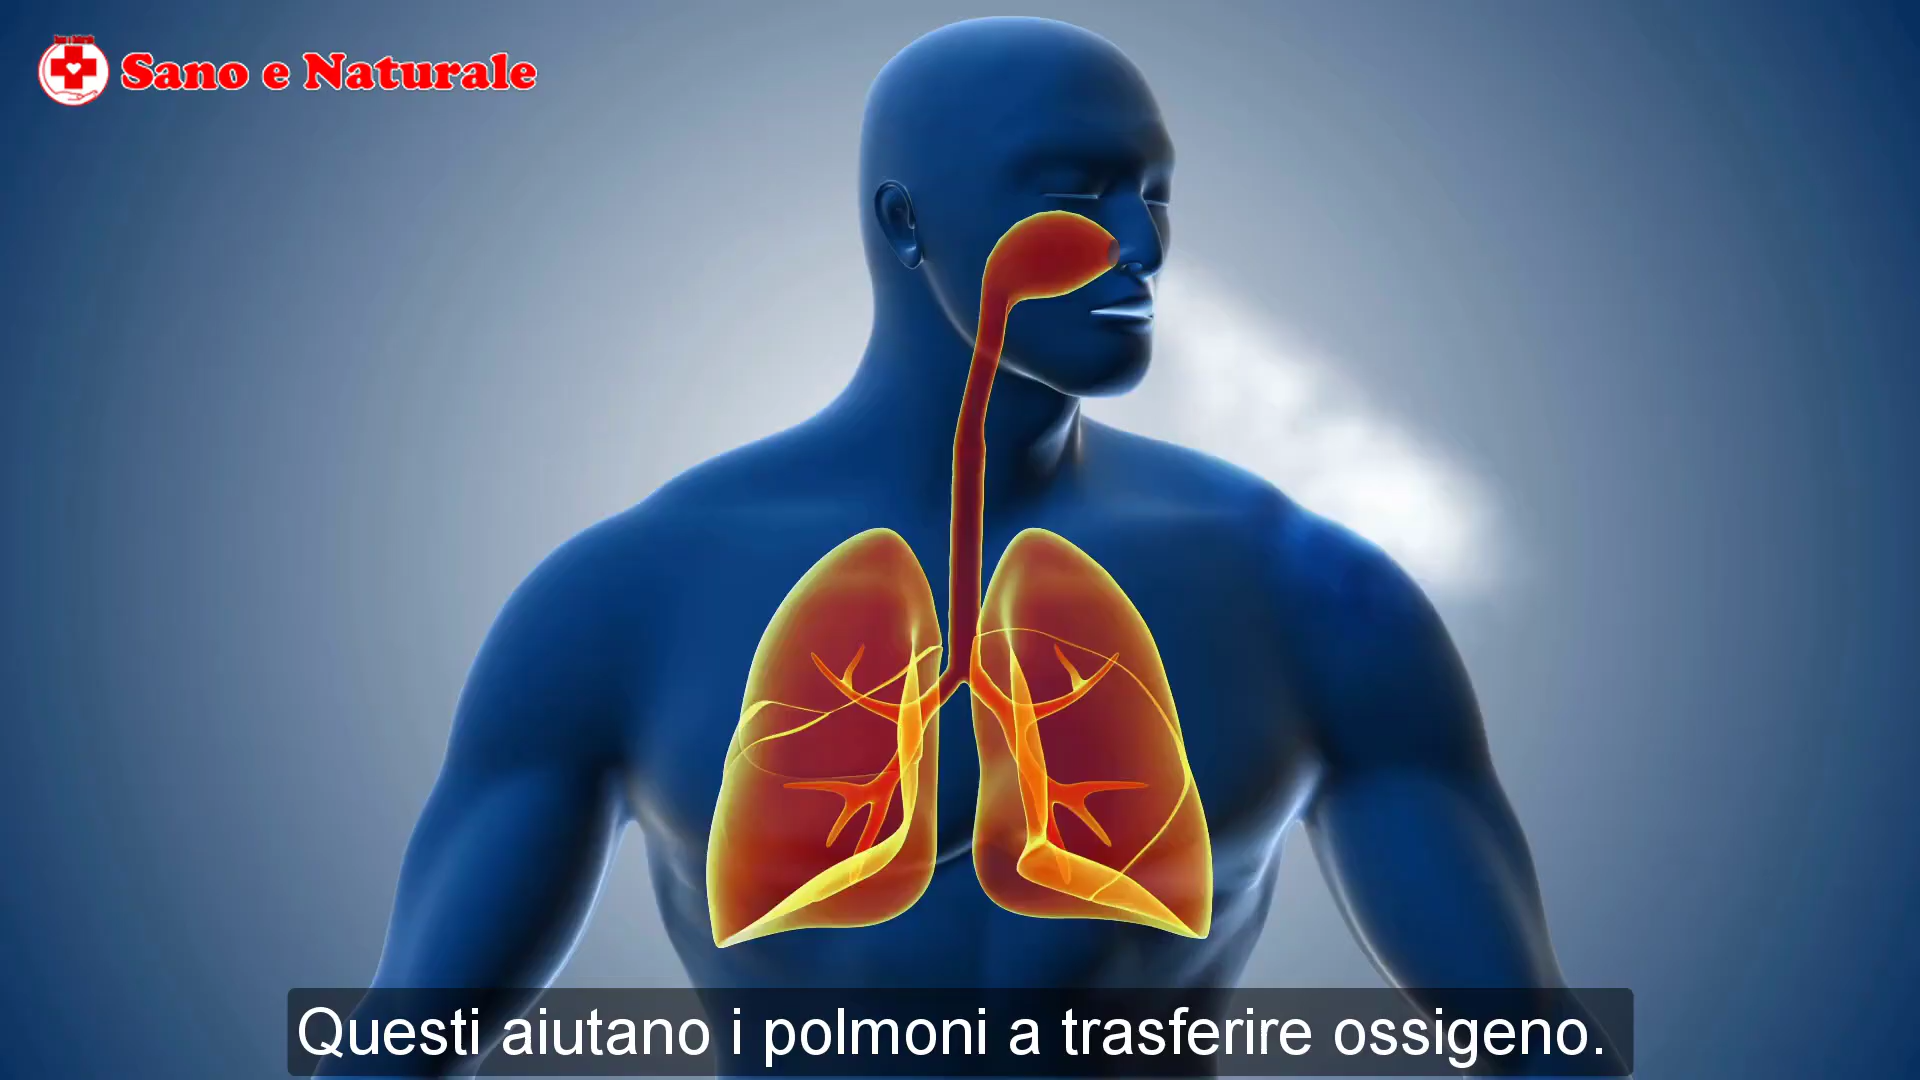 Sano e Naturale
Questi aiutano i polmoni a trasferire ossigeno.